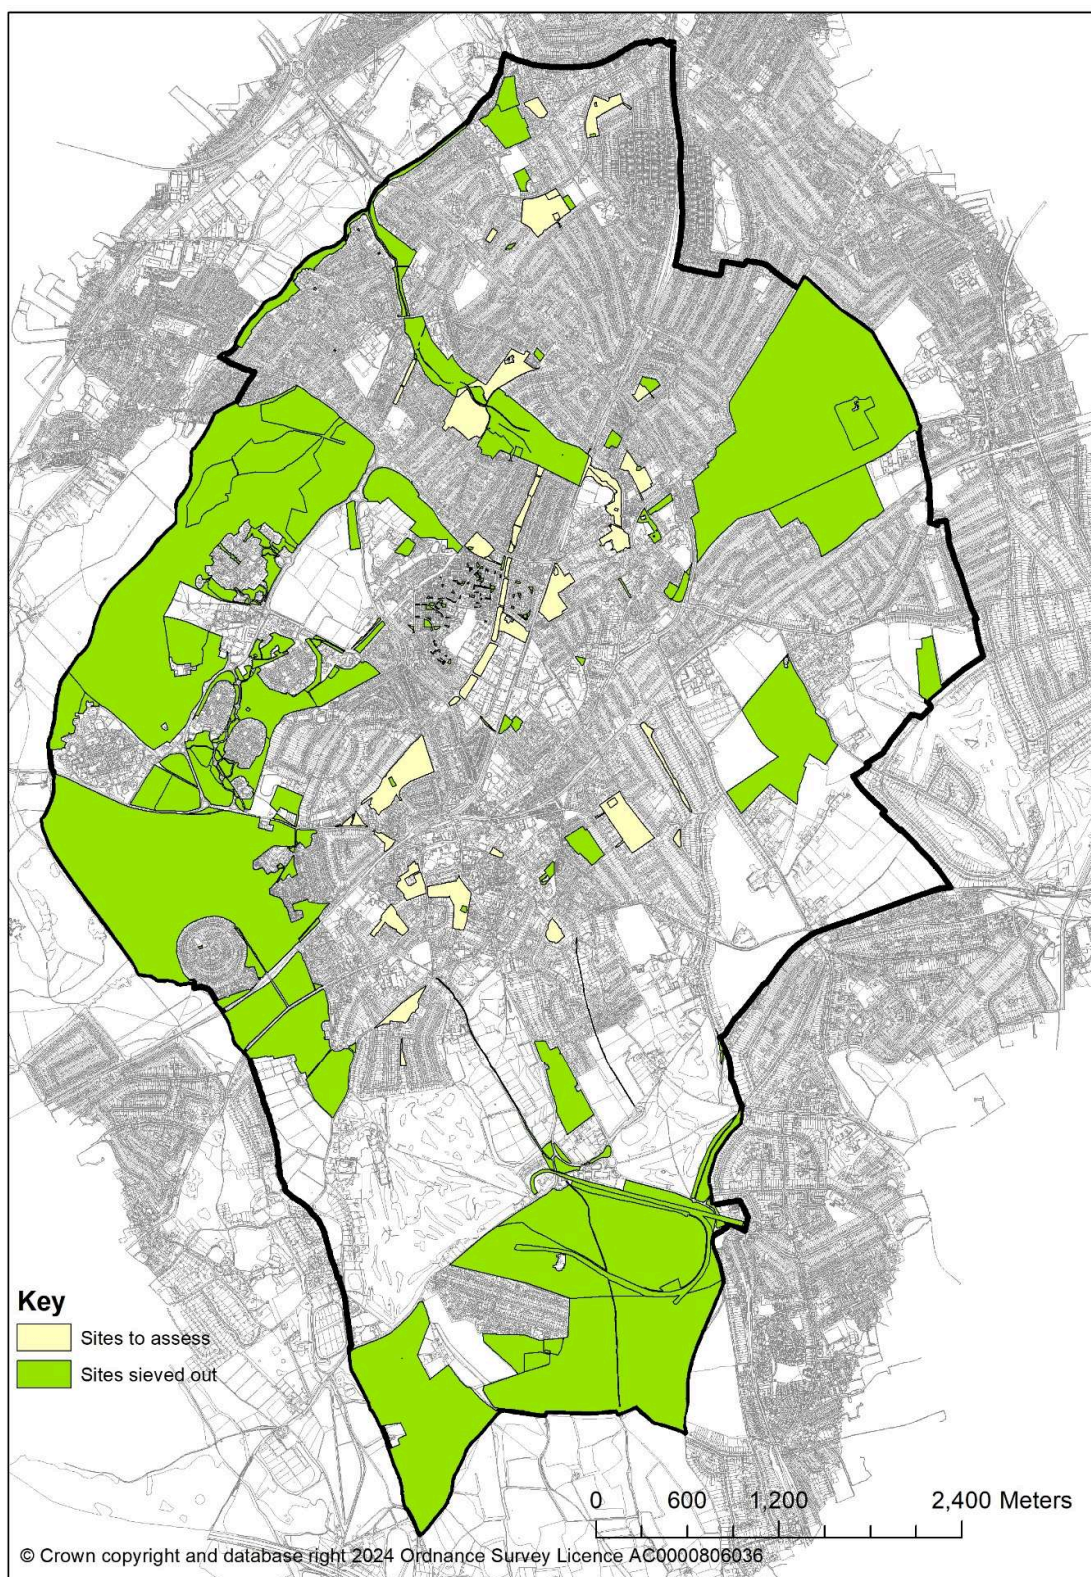 Key
Sites to assess
Sites sieved out
0 600 1,200 2,400 Meters
© Crown copyright and database right 2024 Ordnance Survey Licence AC0000806036